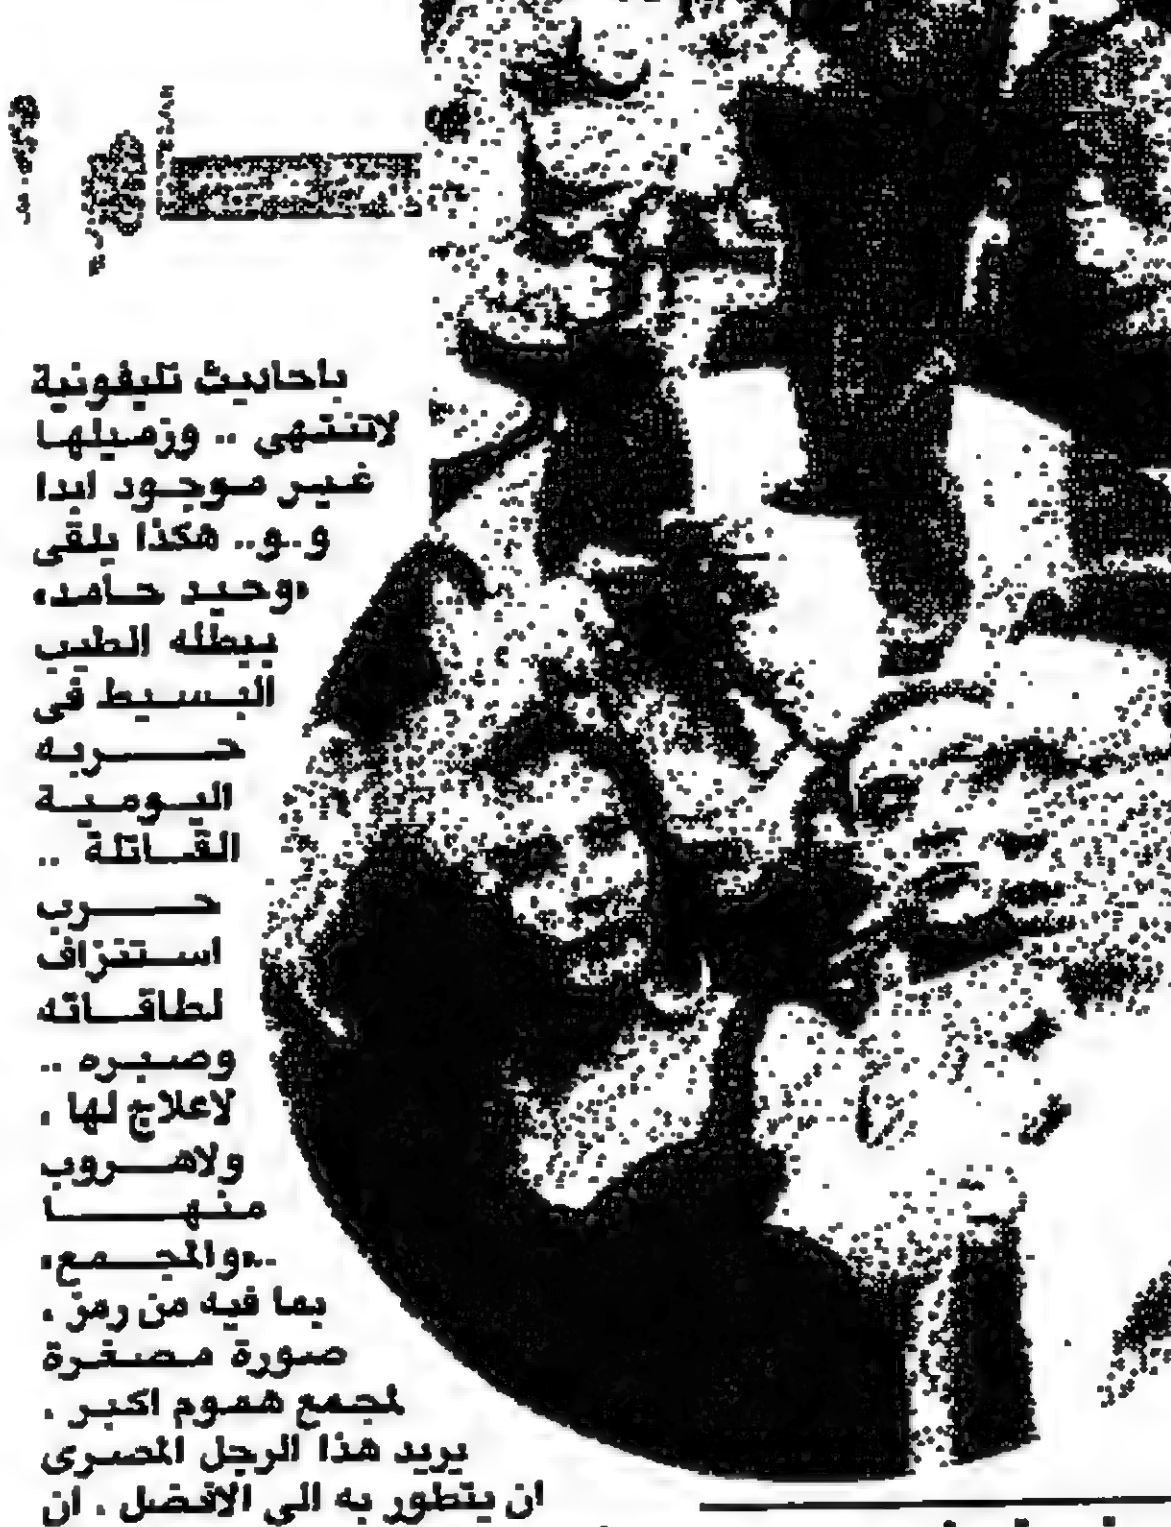 باحاديث تليفونية
لاتنتهى .. وزميلها
غير موجود ابدا
و..و.. هكذا يلقى
«وحيد حامد»
ببطله الطيب
البسيط فى
حربه
اليومية
القاتلة ..
حرب
استنزاف
لطاقاته
وصبره ..
لاعلاج لها .
ولاهروب
منها
..«والمجمع»
بما فيه من رمز .
صورة مصغرة
لمجمع هموم اكبر .
يريد هذا الرجل المصرى
ان يتطور به الى الافضل . ان